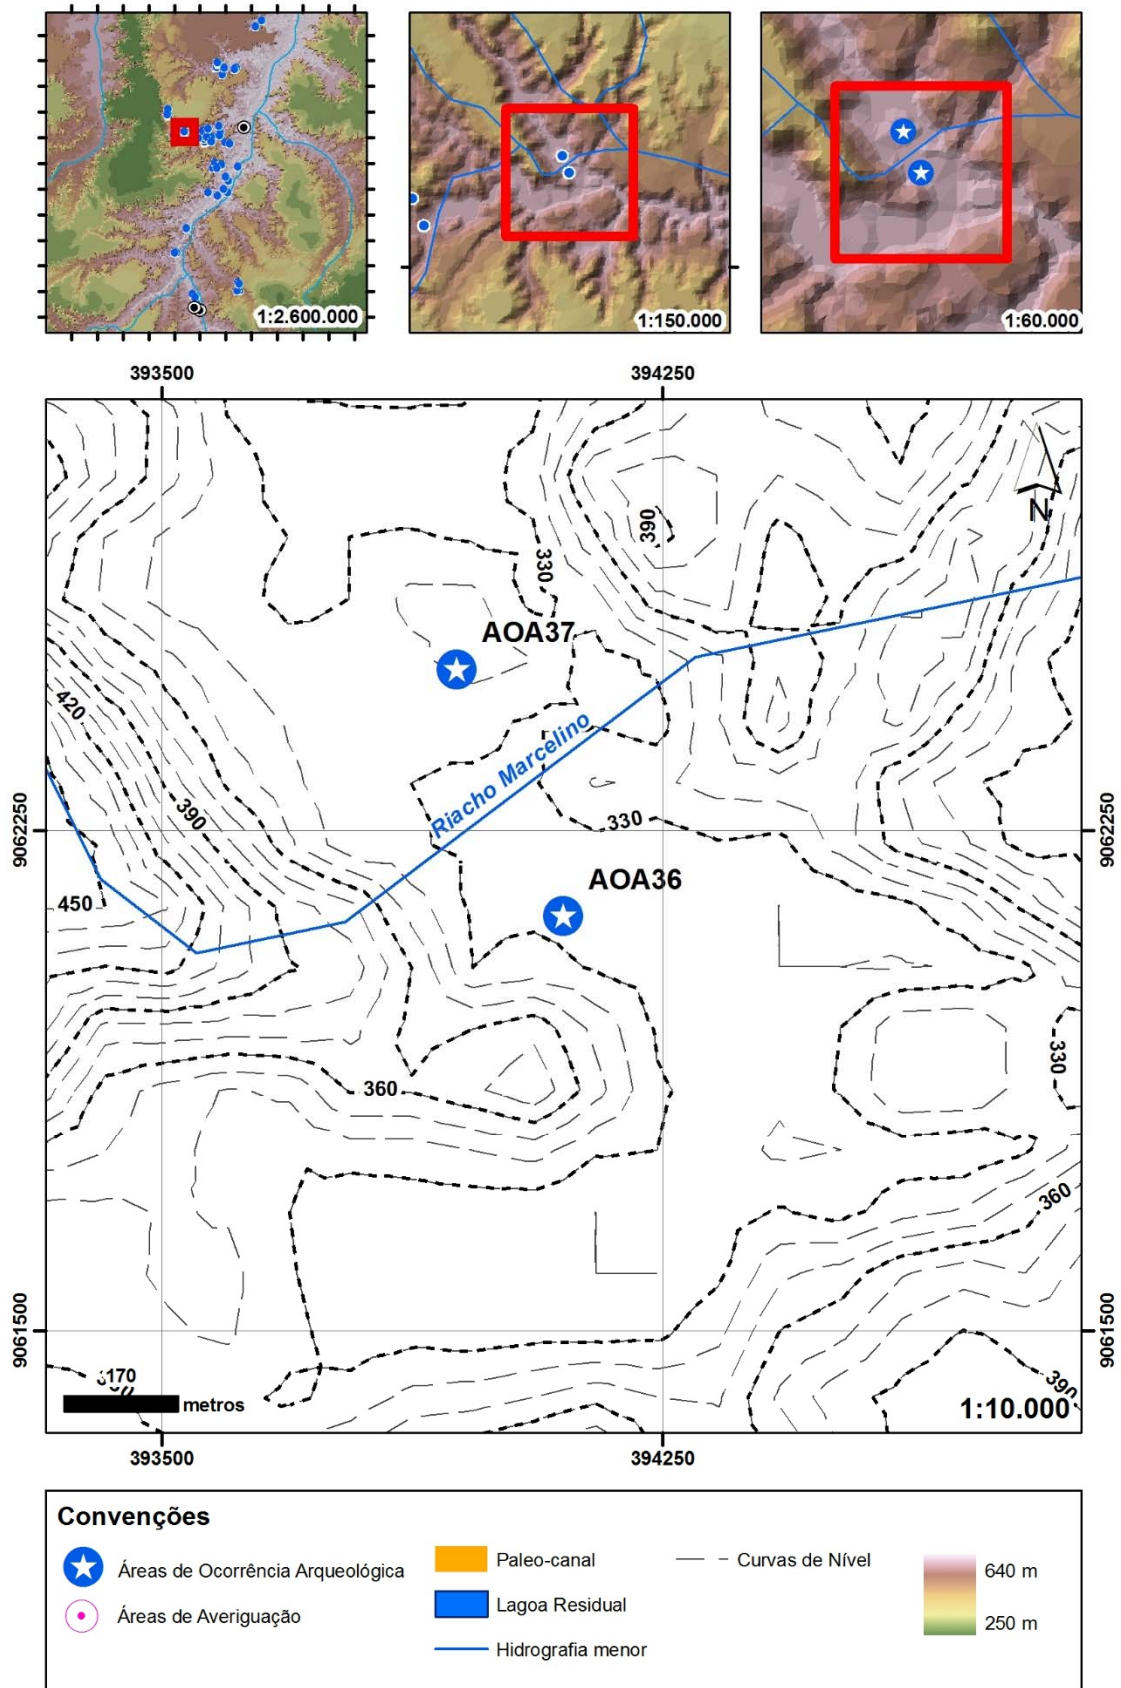 1:2.600.000
1:150.000
1:60.000
393500
394250
390
330
AOA37
420
Riacho Marcelino
390
9062250
330
9062250
AOA36
450
330
360
360
9061500
9061500
170
metros
390
1:10.000
N
393500
394250
Convenções
Áreas de Ocorrência Arqueológica
Áreas de Averiguação
Paleo-canal
Lagoa Residual
Hidrografia menor
Curvas de Nível
640 m
250 m